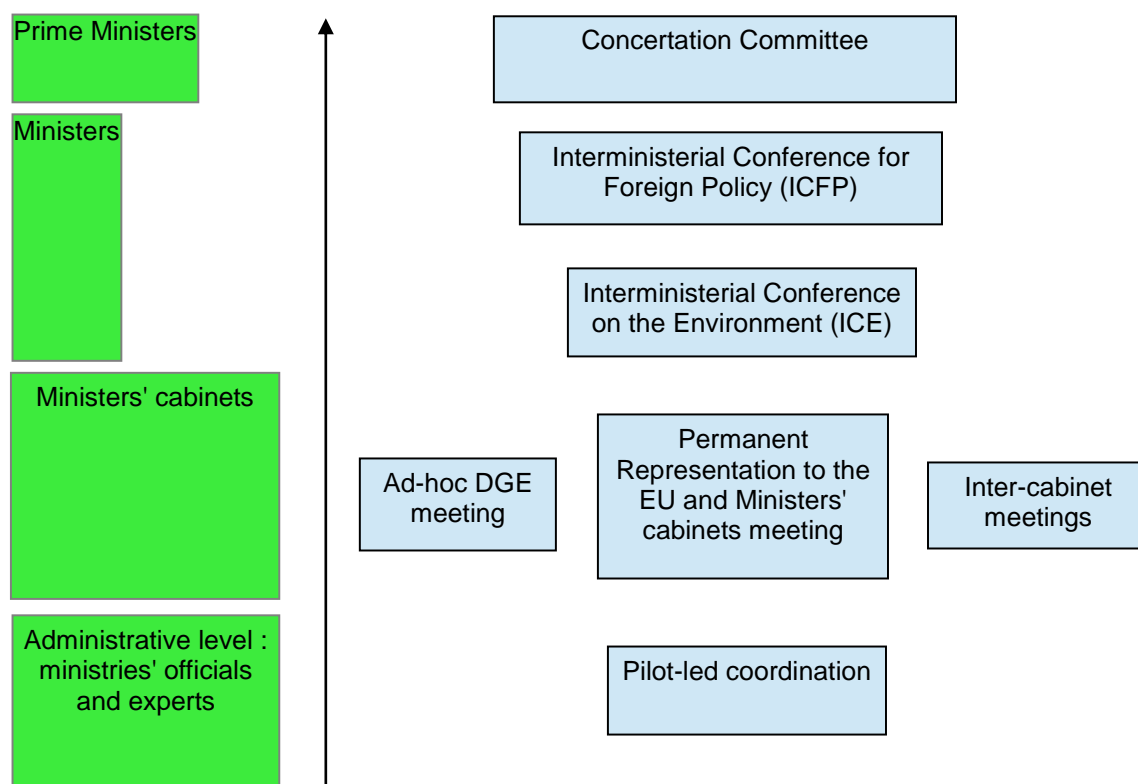 Prime Ministers
Concertation Committee
Ministers
Interministerial Conference for
Foreign Policy (ICFP)
Interministerial Conference
on the Environment (ICE)
Ministers' cabinets
Ad-hoc DGE
meeting
Permanent
Representation to the
EU and Ministers'
cabinets meeting
Inter-cabinet
meetings
Administrative level :
ministries' officials
and experts
Pilot-led coordination